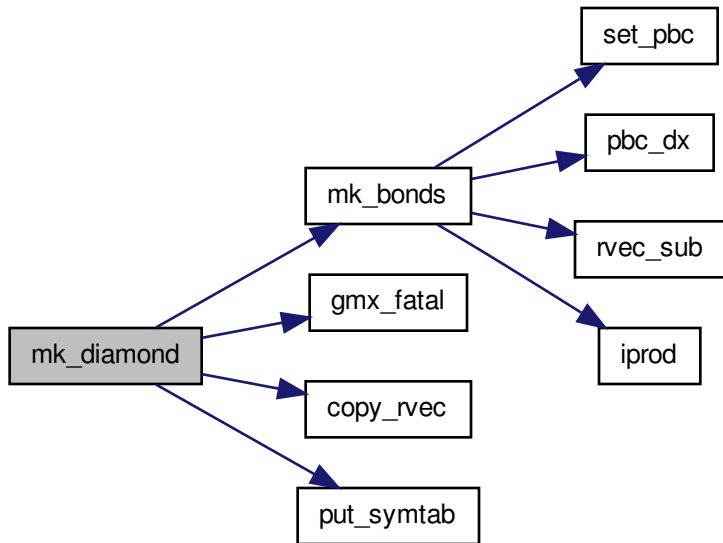 set_pbc
pbc_dx
mk_bonds
rvec_sub
gmx_fatal
mk_diamond
iprod
copy_rvec
put_symtab